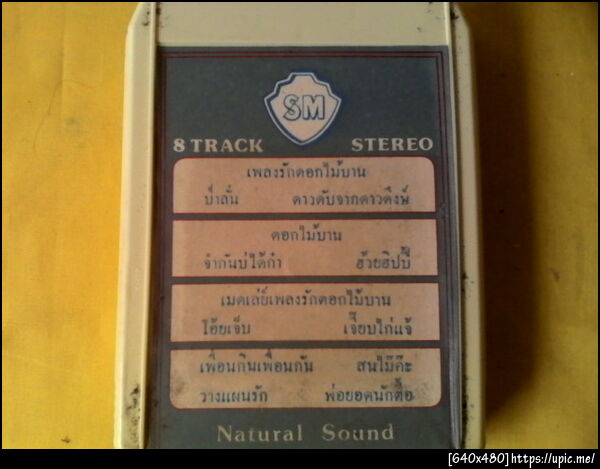 SM
8 TRACK STEREO
เพลงรักดอกไม้บาน
ป่าลั่น ดาวดับจากดาวดึงษ์
ดอกไม้บาน
จำกันบ่ได้ก๋า ฮ้วยฮิปปี้
เมดเล่ย์เพลงรักดอกไม้บาน
โอ้ยเจ็บ เจี๊ยบไก่แจ้
เพื่อนกินเพื่อนกัน สนไม๊ค๊ะ
วางแผนรัก พ่อยอดนักตื้อ
Natural Sound
[640x480]https://upic.me/